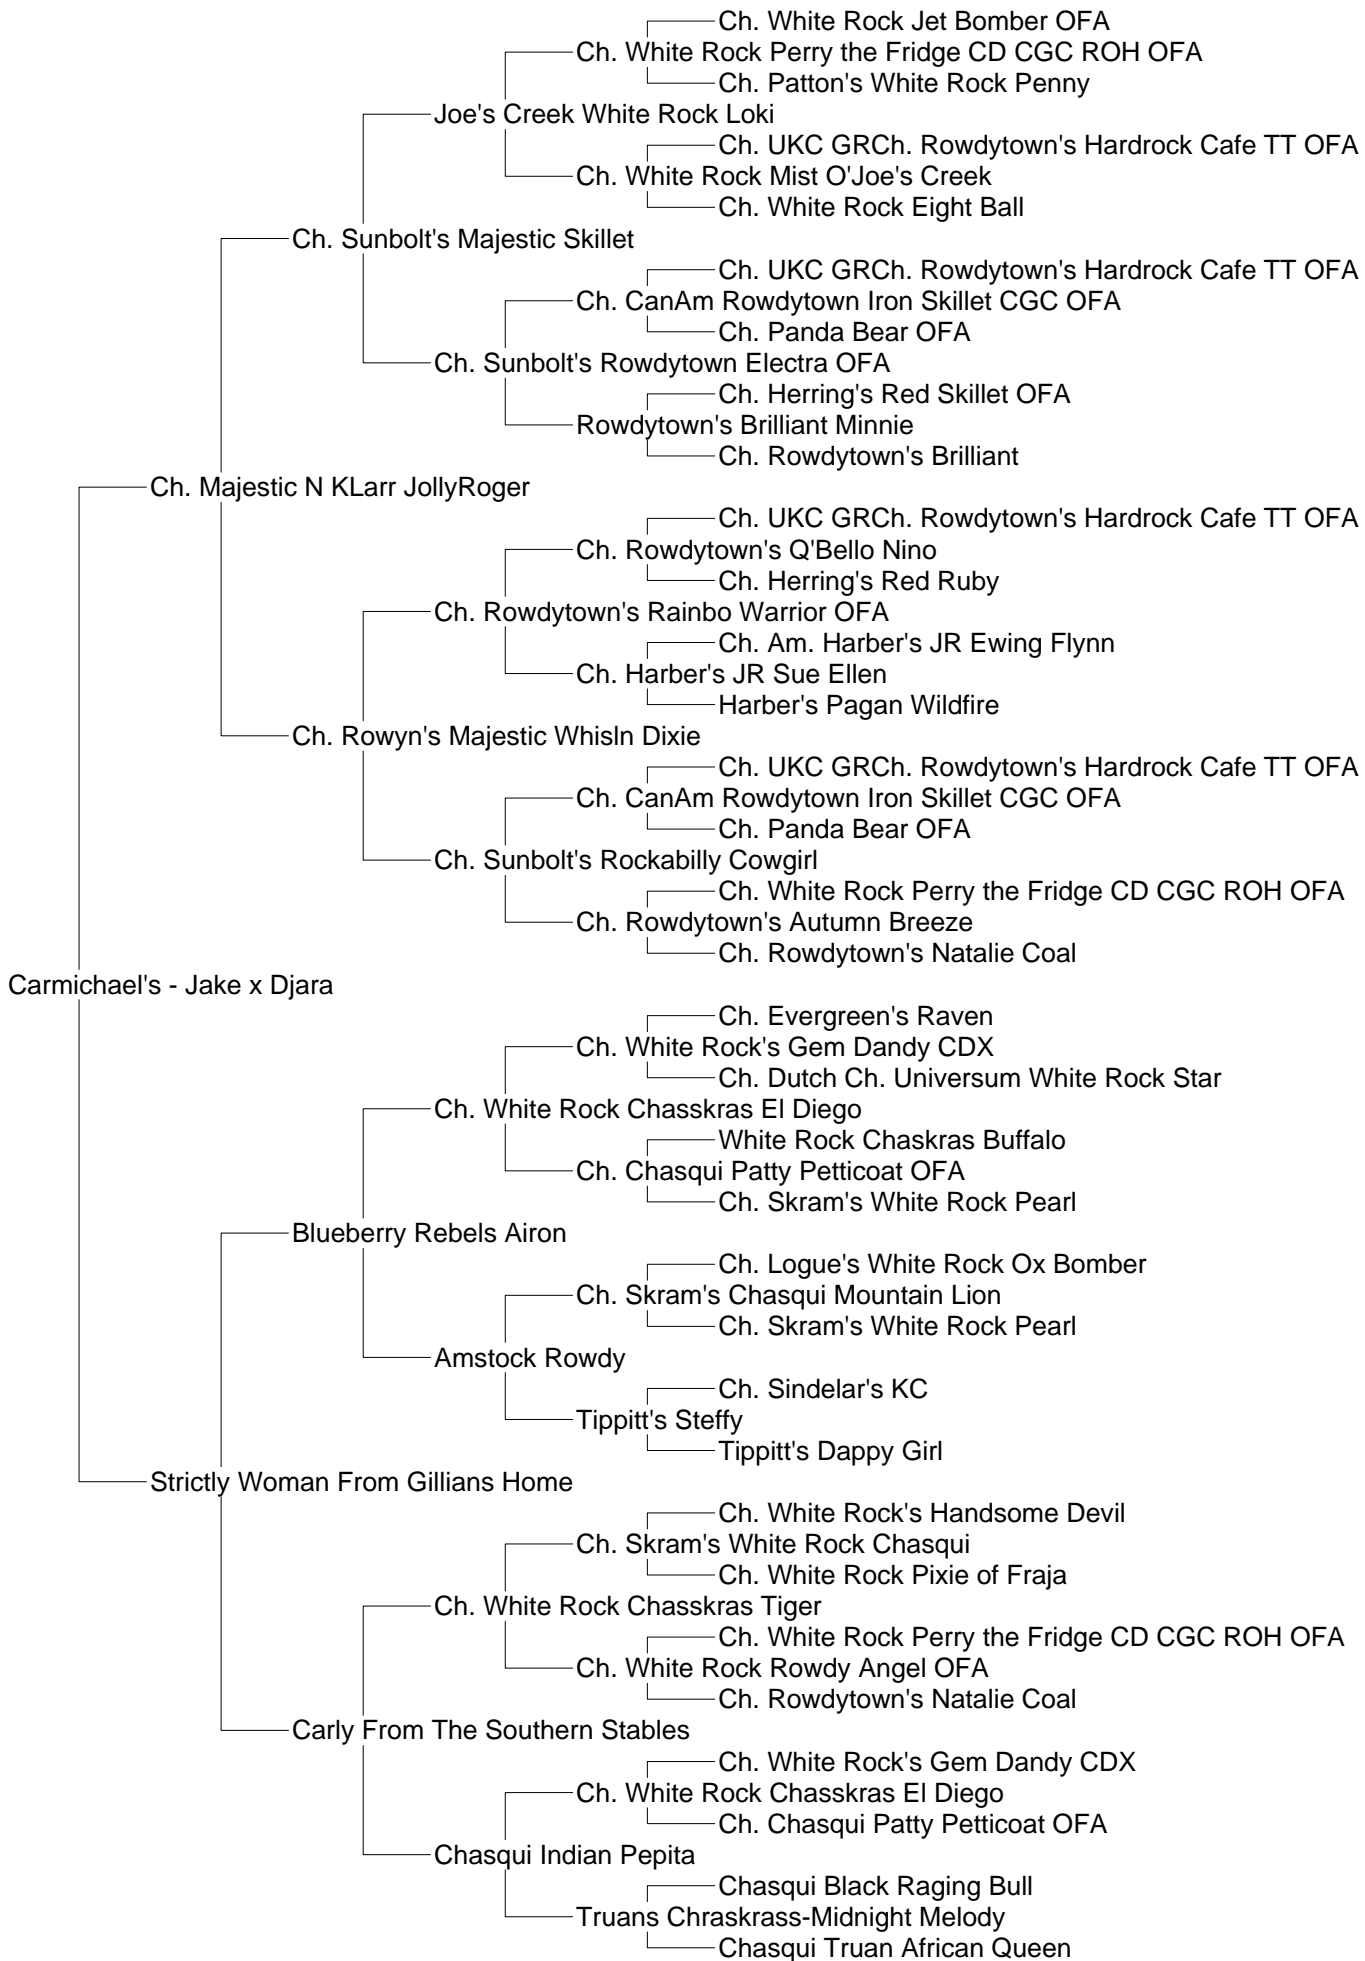 Ch. White Rock Jet Bomber OFA
Ch. White Rock Perry the Fridge CD CGC ROH OFA
Ch. Patton's White Rock Penny
Joe's Creek White Rock Loki
Ch. UKC GRCh. Rowdytown's Hardrock Cafe TT OFA
Ch. White Rock Mist O'Joe's Creek
Ch. White Rock Eight Ball
Ch. Sunbolt's Majestic Skillet
Ch. UKC GRCh. Rowdytown's Hardrock Cafe TT OFA
Ch. CanAm Rowdytown Iron Skillet CGC OFA
Ch. Panda Bear OFA
Ch. Sunbolt's Rowdytown Electra OFA
Ch. Herring's Red Skillet OFA
Rowdytown's Brilliant Minnie
Ch. Rowdytown's Brilliant
Ch. Majestic N KLarr JollyRoger
Ch. UKC GRCh. Rowdytown's Hardrock Cafe TT OFA
Ch. Rowdytown's Q'Bello Nino
Ch. Herring's Red Ruby
Ch. Rowdytown's Rainbo Warrior OFA
Ch. Am. Harber's JR Ewing Flynn
Ch. Harber's JR Sue Ellen
Harber's Pagan Wildfire
Ch. Rowyn's Majestic Whisln Dixie
Ch. UKC GRCh. Rowdytown's Hardrock Cafe TT OFA
Ch. CanAm Rowdytown Iron Skillet CGC OFA
Ch. Panda Bear OFA
Ch. Sunbolt's Rockabilly Cowgirl
Ch. White Rock Perry the Fridge CD CGC ROH OFA
Ch. Rowdytown's Autumn Breeze
Ch. Rowdytown's Natalie Coal
Carmichael's - Jake x Djara
Ch. Evergreen's Raven
Ch. White Rock's Gem Dandy CDX
Ch. Dutch Ch. Universum White Rock Star
Ch. White Rock Chasskras El Diego
White Rock Chaskras Buffalo
Ch. Chasqui Patty Petticoat OFA
Ch. Skram's White Rock Pearl
Blueberry Rebels Airon
Ch. Logue's White Rock Ox Bomber
Ch. Skram's Chasqui Mountain Lion
Ch. Skram's White Rock Pearl
Amstock Rowdy
Ch. Sindelar's KC
Tippitt's Steffy
Tippitt's Dappy Girl
Strictly Woman From Gillians Home
Ch. White Rock's Handsome Devil
Ch. Skram's White Rock Chasqui
Ch. White Rock Pixie of Fraja
Ch. White Rock Chasskras Tiger
Ch. White Rock Perry the Fridge CD CGC ROH OFA
Ch. White Rock Rowdy Angel OFA
Ch. Rowdytown's Natalie Coal
Carly From The Southern Stables
Ch. White Rock's Gem Dandy CDX
Ch. White Rock Chasskras El Diego
Ch. Chasqui Patty Petticoat OFA
Chasqui Indian Pepita
Chasqui Black Raging Bull
Truans Chraskrass-Midnight Melody
Chasqui Truan African Queen